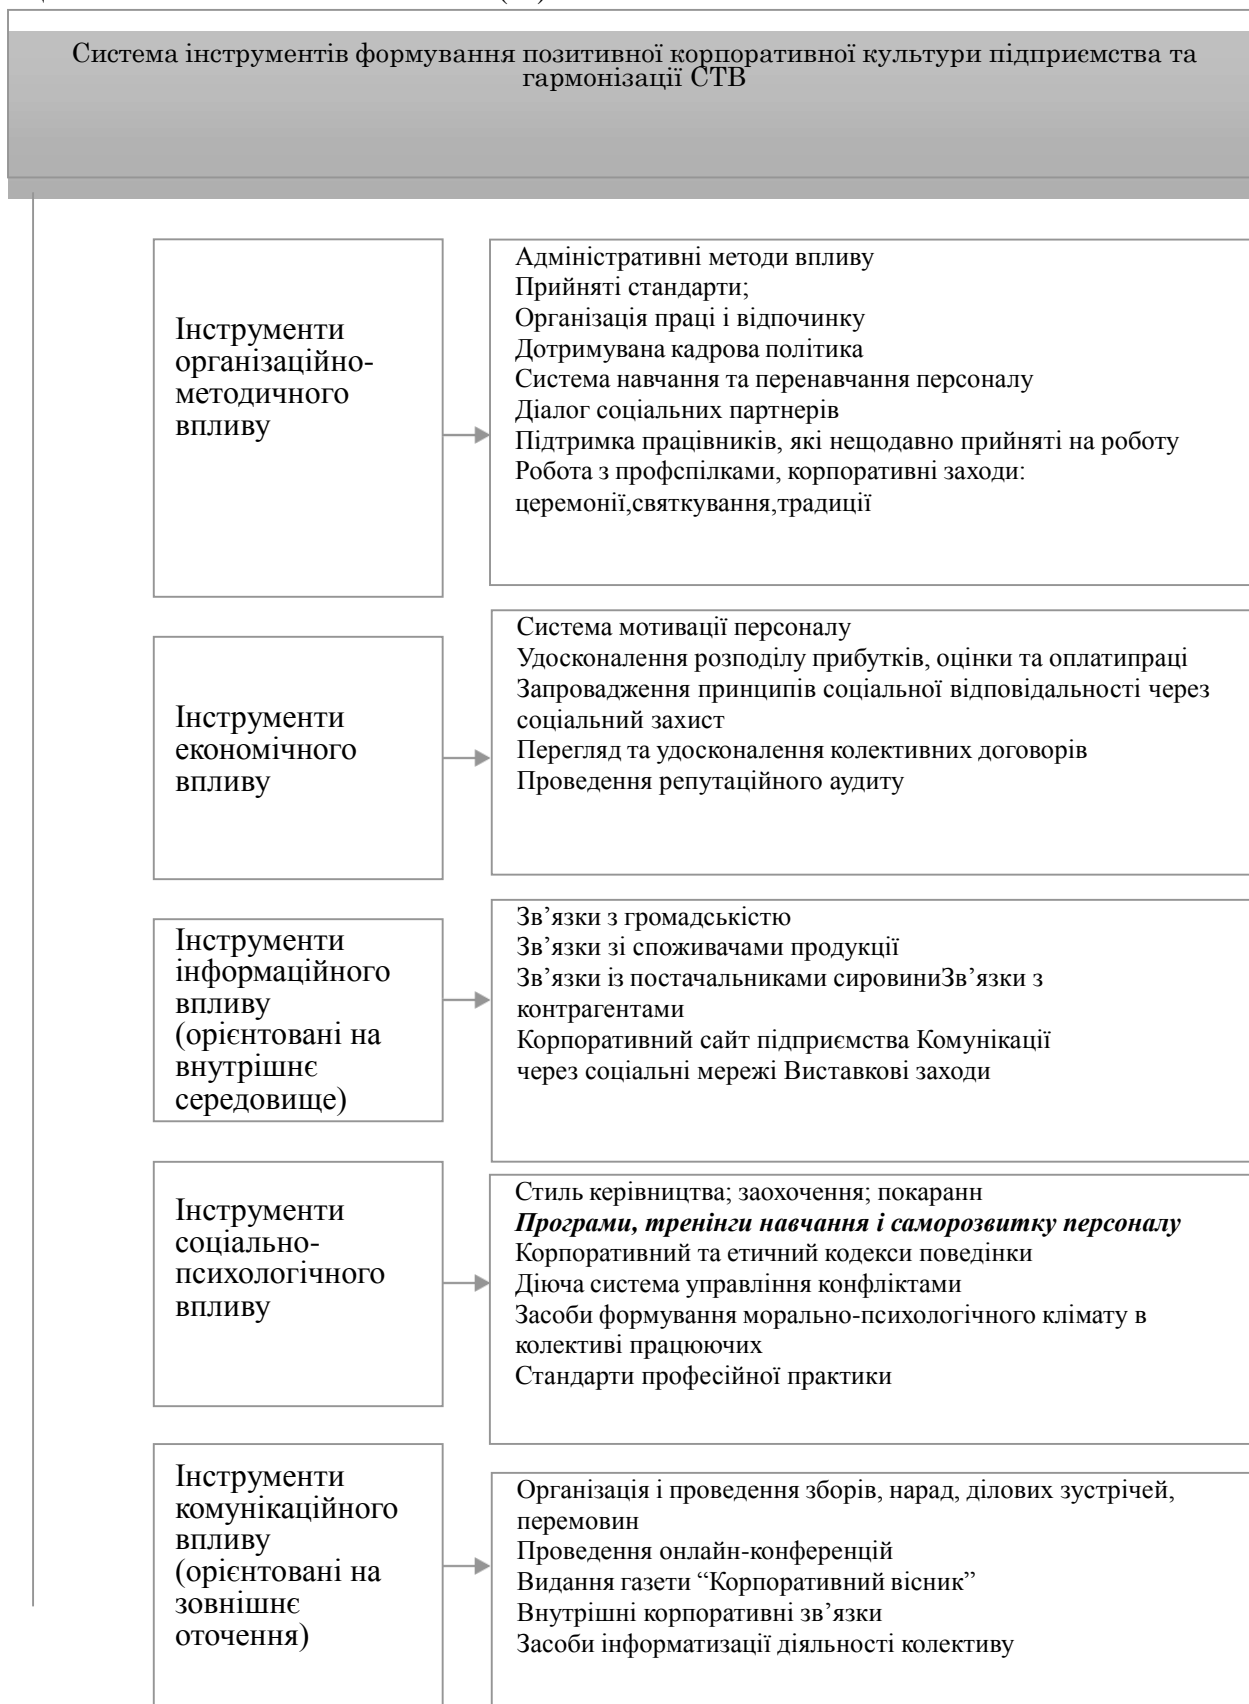 Система інструментів формування позитивної корпоративної культури підприємства та
гармонізації СТВ
Інструменти
організаційно-
методичного
впливу
Адміністративні методи впливу
Прийняті стандарти;
Організація праці і відпочинку
Дотримувана кадрова політика
Система навчання та перенавчання персоналу
Діалог соціальних партнерів
Підтримка працівників, які нещодавно прийняті на роботу
Робота з профспілками, корпоративні заходи:
церемонії,святкування,традиції
Інструменти
економічного
впливу
Система мотивації персоналу
Удосконалення розподілу прибутків, оцінки та оплатипраці
Запровадження принципів соціальної відповідальності через
соціальний захист
Перегляд та удосконалення колективних договорів
Проведення репутаційного аудиту
Інструменти
інформаційного
впливу
(орієнтовані на
внутрішнє
середовище)
Зв’язки з громадськістю
Зв’язки зі споживачами продукції
Зв’язки із постачальниками сировиниЗв’язки з
контрагентами
Корпоративний сайт підприємства Комунікації
через соціальні мережі Виставкові заходи
Інструменти
соціально-
психологічного
впливу
Стиль керівництва; заохочення; покаранн
Програми, тренінги навчання і саморозвитку персоналу
Корпоративний та етичний кодекси поведінки
Діюча система управління конфліктами
Засоби формування морально-психологічного клімату в
колективі працюючих
Стандарти професійної практики
Інструменти
комунікаційного
впливу
(орієнтовані на
зовнішнє
оточення)
Організація і проведення зборів, нарад, ділових зустрічей,
перемовин
Проведення онлайн-конференцій
Видання газети “Корпоративний вісник”
Внутрішні корпоративні зв’язки
Засоби інформатизації діяльності колективу